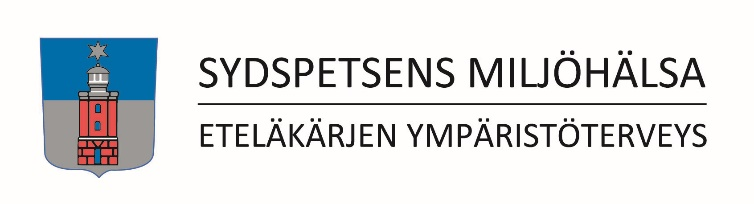 SYDSPETSENS MILJÖHÄLSA
ETELÄKÄRJEN YMPÄRISTÖTERVEYS